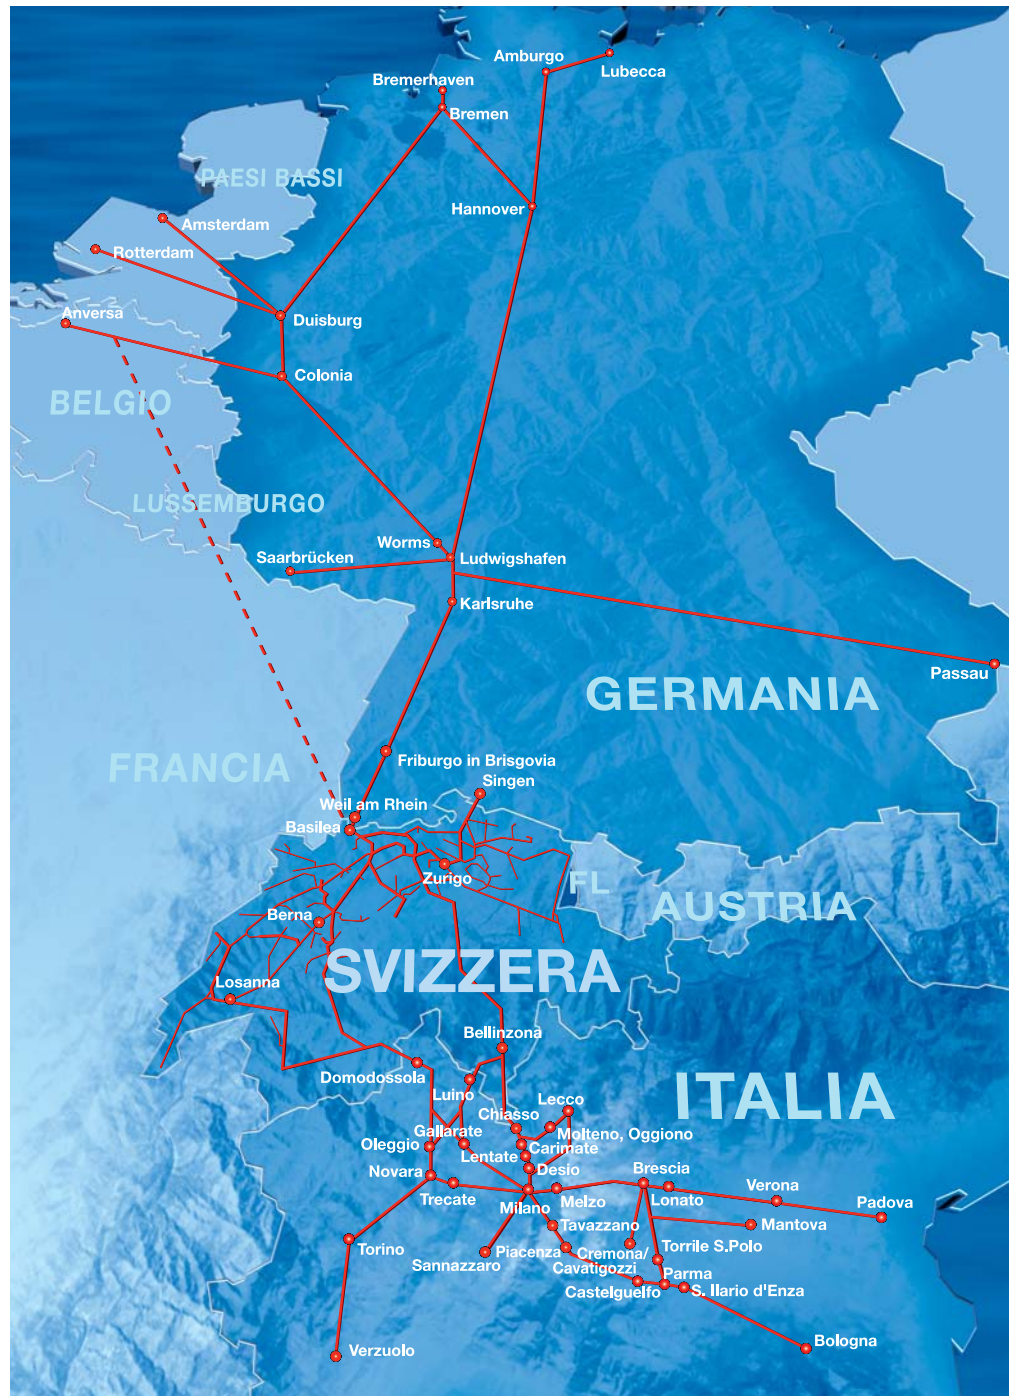 Amburgo
Lubecca
Bremerhaven
Bremen
PAESI BASSI
Hannover
Amsterdam
Rotterdam
Anversa
Duisburg
Colonia
BELGIO
LUSSEMBURGO
Worms
Saarbrücken
Ludwigshafen
Karlsruhe
Passau
GERMANIA
Friburgo in Brisgovia
FRANCIA
Singen
Weil am Rhein
Basilea
Zurigo
FL
AUSTRIA
Berna
SVIZZERA
Losanna
Bellinzona
Domodossola
Luino
ITALIA
Lecco
Chiasso
Gallarate
Molteno, Oggiono
Oleggio
Carimate
Lentate
Desio
Novara
Brescia
Trecate
Melzo
Lonato
Verona
Milano
Padova
Tavazzano
Mantova
Torino
Piacenza
Cremona/
Cavatigozzi
Torrile S.Polo
Sannazzaro
Parma
Castelguelfo
S. Ilario d'Enza
Bologna
Verzuolo